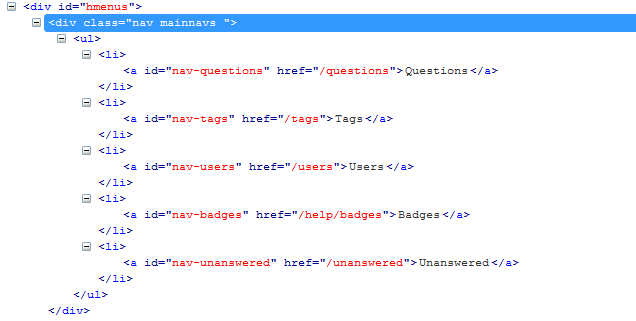 <div id="hmenus">
<div class="nav mainnavs ">
<ul>
<li>
<a id="nav-questions" href="/questions">Questions</a>
</li>
<li>
<a id="nav-tags" href="/tags">Tags</a>
</li>
<li>
<a id="nav-users" href="/users">Users</a>
</li>
<li>
<a id="nav-badges" href="/help/badges">Badges</a>
</li>
<li>
<a id="nav-unanswered" href="/unanswered">Unanswered</a>
</li>
</ul>
</div>